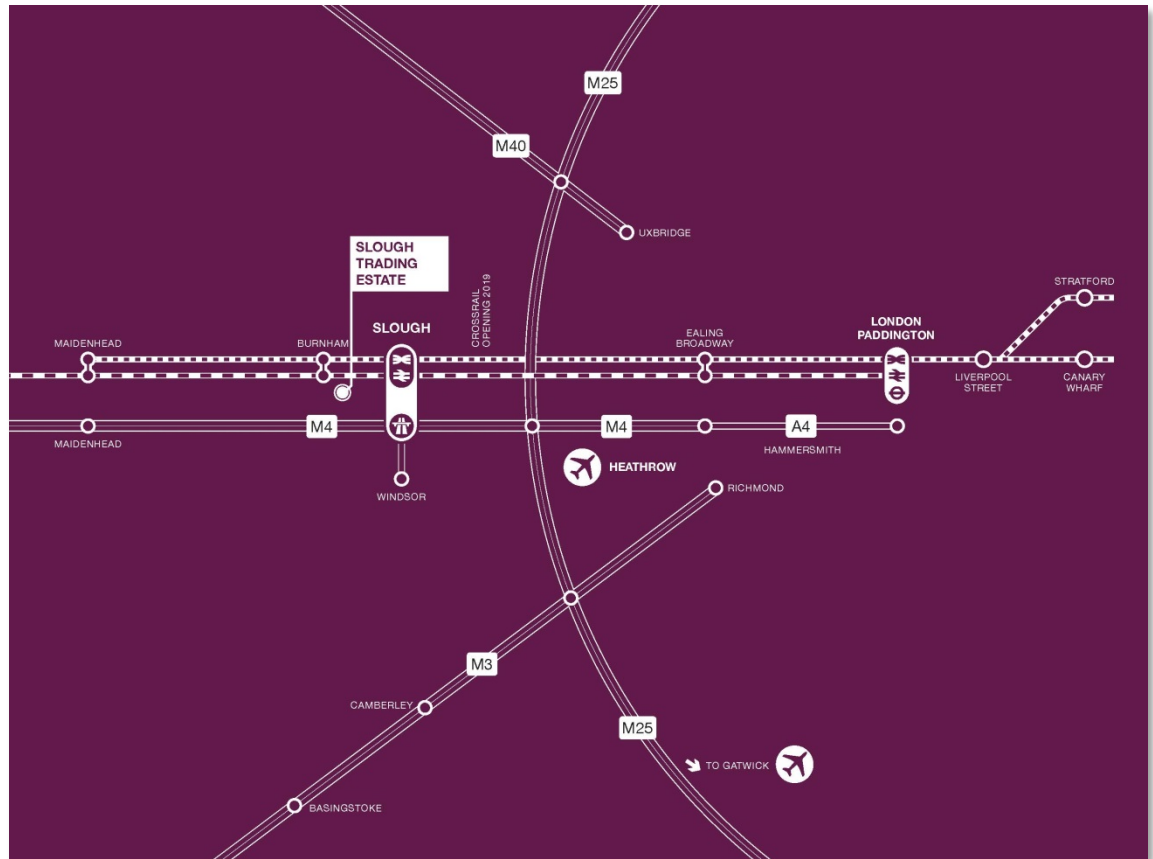 M25
M40
UXBRIDGE
SLOUGH
TRADING
ESTATE
CROSSRAIL
OPENING 2019
STRATFORD
SLOUGH
LONDON
PADDINGTON
MAIDENHEAD
BURNHAM
EALING
BROADWAY
LIVERPOOL
STREET
CANARY
WHARF
M4
M4
A4
MAIDENHEAD
HAMMERSMITH
HEATHROW
WINDSOR
RICHMOND
M3
CAMBERLEY
M25
TO GATWICK
BASINGSTOKE